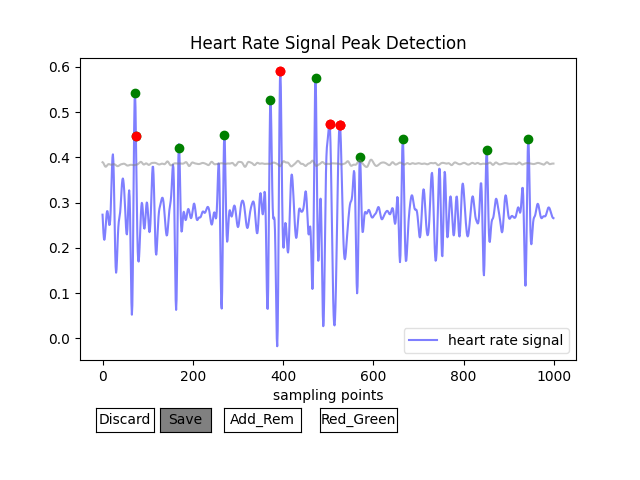 Heart Rate Signal Peak Detection
0.6
0.5
0.4
0.3
0.2
0.1
0.0
heart rate signal
0 200 400 600 800 1000
sampling points
Discard Save Add_Rem Red_Green